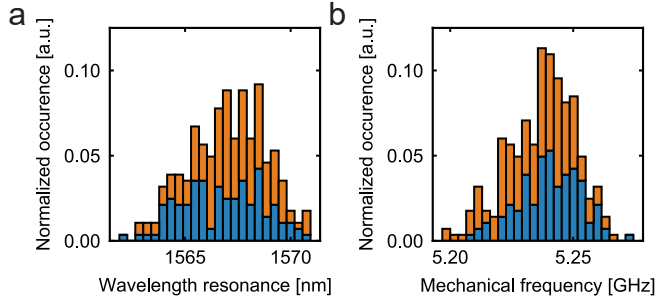 a
b
Normalized occurence [a.u.]
0.10
0.05
0.00
1565
1570
Wavelength resonance [nm]
Normalized occurence [a.u.]
0.10
0.05
0.00
5.20
5.25
Mechanical frequency [GHz]